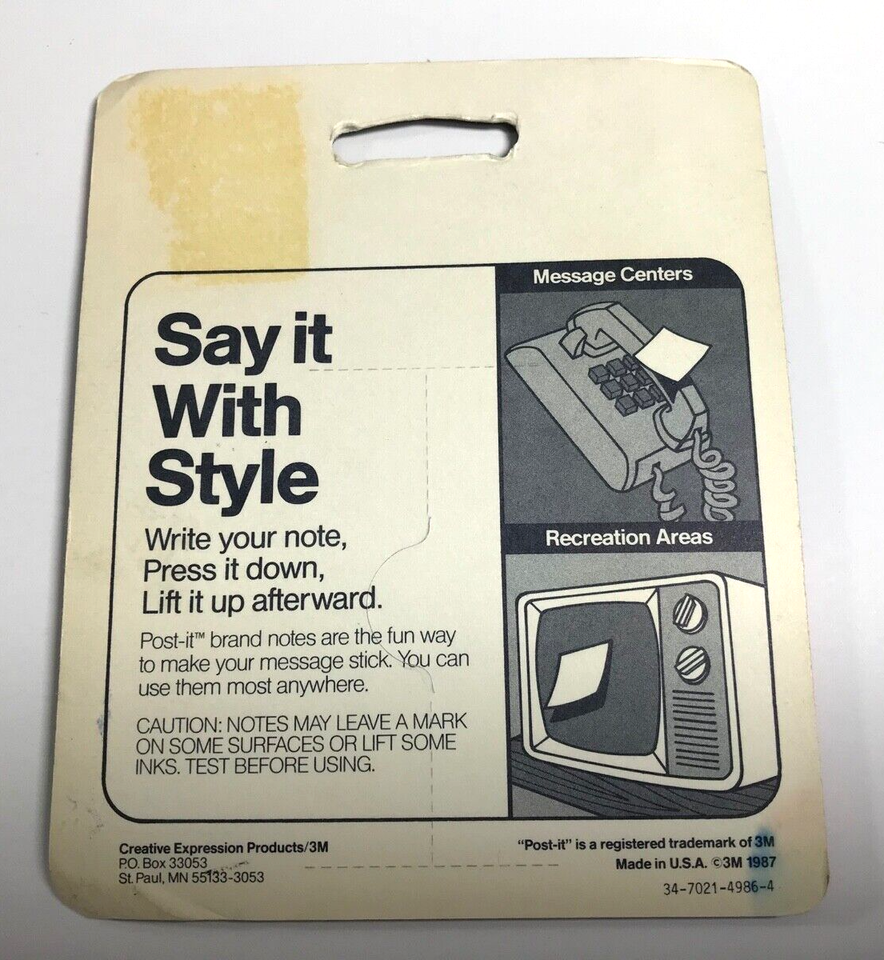 Say it
With
Style
Write your note,
Press it down,
Lift it up afterward.
Post-it™ brand notes are the fun way
to make your message stick. You can
use them most anywhere.
CAUTION: NOTES MAY LEAVE A MARK
ON SOME SURFACES OR LIFT SOME
INKS. TEST BEFORE USING.
Message Centers
Recreation Areas
Creative Expression Products/3M
P.O. Box 33053
St. Paul, MN 55133-3053
"Post-it" is a registered trademark of 3M
Made in U.S.A. ©3M 1987
34-7021-4986-4